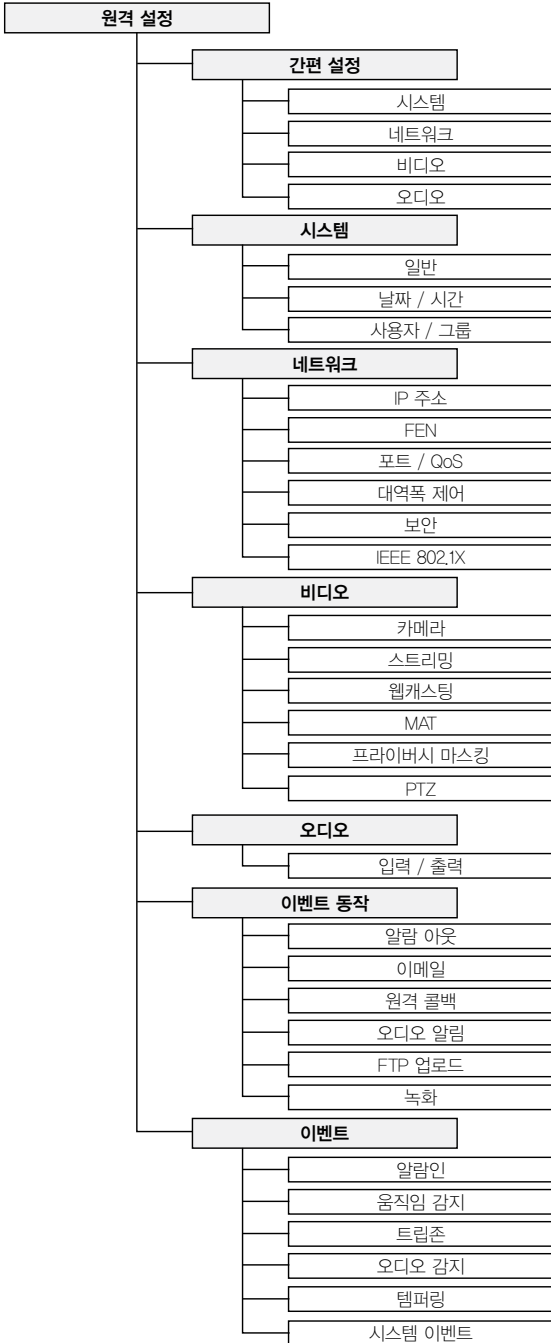 원격 설정
간편 설정
시스템
네트워크
비디오
오디오
시스템
일반
날짜 / 시간
사용자 / 그룹
네트워크
IP 주소
FEN
포트 / QoS
대역폭 제어
보안
IEEE 802.1X
비디오
카메라
스트리밍
웹캐스팅
MAT
프라이버시 마스킹
PTZ
오디오
입력 / 출력
이벤트 동작
알람 아웃
이메일
원격 콜백
오디오 알림
FTP 업로드
녹화
이벤트
알람인
움직임 감지
트립존
오디오 감지
템퍼링
시스템 이벤트